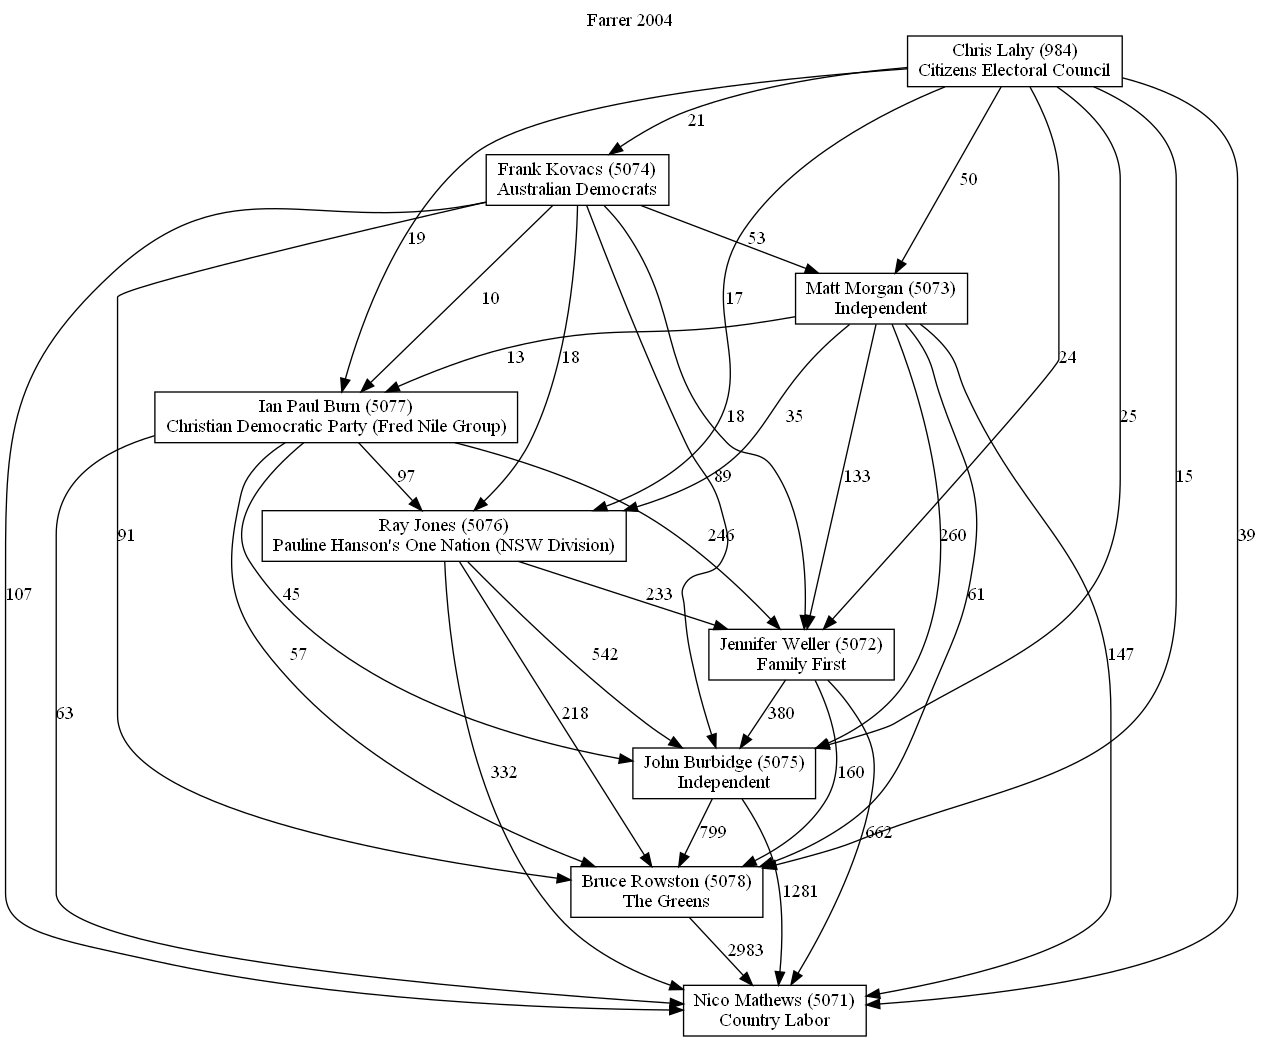 Farrer 2004
Chris Lahy (984)
Citizens Electoral Council
21
Frank Kovacs (5074)
Australian Democrats
50
19
53
Matt Morgan (5073)
Independent
10
17
13
18
24
Ian Paul Burn (5077)
Christian Democratic Party (Fred Nile Group)
18
35
25
97
89
133
15
Ray Jones (5076)
Pauline Hanson's One Nation (NSW Division)
91
246
260
39
107
45
233
61
Jennifer Weller (5072)
Family First
57
542
147
63
218
380
John Burbidge (5075)
Independent
332
160
799
662
Bruce Rowston (5078)
The Greens
1281
2983
Nico Mathews (5071)
Country Labor